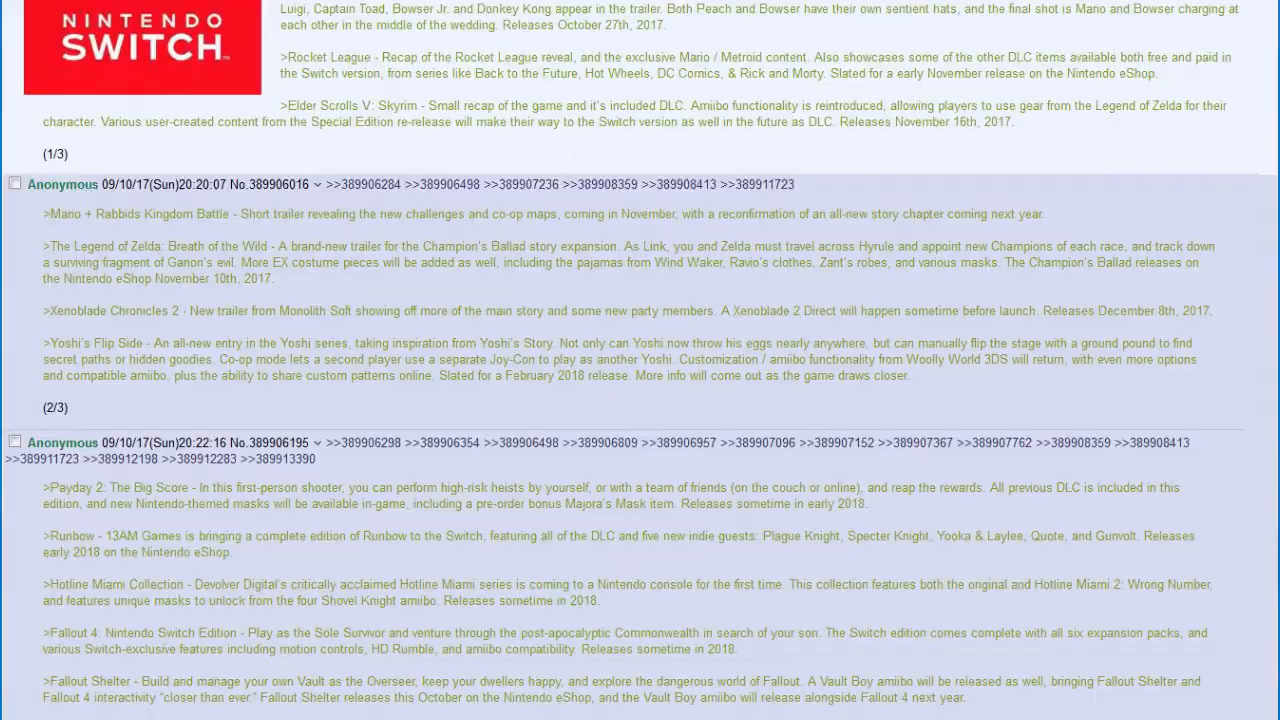 NINTENDO
SWITCH
Luigi, Captain Toad, Bowser Jr. and Donkey Kong appear in the trailer. Both Peach and Bowser have their own sentient hats, and the final shot is Mario and Bowser charging at
each other in the middle of the wedding. Releases October 27th, 2017.
>Rocket League - Recap of the Rocket League reveal, and the exclusive Mario / Metroid content. Also showcases some of the other DLC items available both free and paid in
the Switch version, from series like Back to the Future, Hot Wheels, DC Comics, & Rick and Morty. Slated for a early November release on the Nintendo eShop.
>Elder Scrolls V: Skyrim - Small recap of the game and it's included DLC. Amiibo functionality is reintroduced, allowing players to use gear from the Legend of Zelda for their
character. Various user-created content from the Special Edition re-release will make their way to the Switch version as well in the future as DLC. Releases November 16th, 2017.
(1/3)
Anonymous 09/10/17(Sun)20:20:07 No.389906016 >>389906284 >>389906498 >>389907236 >>389908359 >>389908413 >>389911723
>Mario + Rabbids Kingdom Battle - Short trailer revealing the new challenges and co-op maps, coming in November, with a reconfirmation of an all-new story chapter coming next year.
>The Legend of Zelda: Breath of the Wild - A brand-new trailer for the Champion's Ballad story expansion. As Link, you and Zelda must travel across Hyrule and appoint new Champions of each race, and track down
a surviving fragment of Ganon's evil. More EX costume pieces will be added as well, including the pajamas from Wind Waker, Ravio's clothes, Zant's robes, and various masks. The Champion's Ballad releases on
the Nintendo eShop November 10th, 2017.
>Xenoblade Chronicles 2 - New trailer from Monolith Soft showing off more of the main story and some new party members. A Xenoblade 2 Direct will happen sometime before launch. Releases December 8th, 2017.
>Yoshi's Flip Side - An all-new entry in the Yoshi series, taking inspiration from Yoshi's Story. Not only can Yoshi now throw his eggs nearly anywhere, but can manually flip the stage with a ground pound to find
secret paths or hidden goodies. Co-op mode lets a second player use a separate Joy-Con to play as another Yoshi. Customization / amiibo functionality from Woolly World 3DS will return, with even more options
and compatible amiibo, plus the ability to share custom patterns online. Slated for a February 2018 release. More info will come out as the game draws closer.
(2/3)
Anonymous 09/10/17(Sun)20:22:16 No.389906195 >>389906298 >>389906354 >>389906498 >>389906809 >>389906957 >>389907096 >>389907152 >>389907367 >>389907762 >>389908359 >>389908413
>>389911723 >>389912198 >>389912283 >>389913390
>Payday 2: The Big Score - In this first-person shooter, you can perform high-risk heists by yourself, or with a team of friends (on the couch or online), and reap the rewards. All previous DLC is included in this
edition, and new Nintendo-themed masks will be available in-game, including a pre-order bonus Majora's Mask item. Releases sometime in early 2018.
>Runbow - 13AM Games is bringing a complete edition of Runbow to the Switch, featuring all of the DLC and five new indie guests: Plague Knight, Specter Knight, Yooka & Laylee, Quote, and Gunvolt. Releases
early 2018 on the Nintendo eShop.
>Hotline Miami Collection - Devolver Digital's critically acclaimed Hotline Miami series is coming to a Nintendo console for the first time. This collection features both the original and Hotline Miami 2: Wrong Number,
and features unique masks to unlock from the four Shovel Knight amiibo. Releases sometime in 2018.
>Fallout 4: Nintendo Switch Edition - Play as the Sole Survivor and venture through the post-apocalyptic Commonwealth in search of your son. The Switch edition comes complete with all six expansion packs, and
various Switch-exclusive features including motion controls, HD Rumble, and amiibo compatibility. Releases sometime in 2018.
>Fallout Shelter - Build and manage your own Vault as the Overseer, keep your dwellers happy, and explore the dangerous world of Fallout. A Vault Boy amiibo will be released as well, bringing Fallout Shelter and
Fallout 4 interactivity "closer than ever." Fallout Shelter releases this October on the Nintendo eShop, and the Vault Boy amiibo will release alongside Fallout 4 next year.